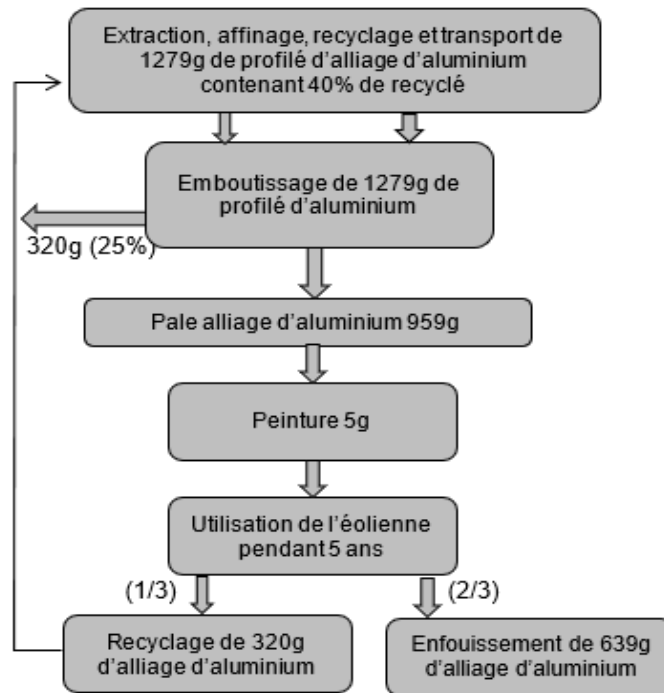 Extraction, affinage, recyclage et transport de
1279g de profilé d'alliage d'aluminium
contenant 40% de recyclé
Emboutissage de 1279g de
profilé d'aluminium
320g (25%)
Pale alliage d'aluminium 959g
Peinture 5g
Utilisation de l'éolienne
pendant 5 ans
(1/3)
(2/3)
Recyclage de 320g
d'alliage d'aluminium
Enfouissement de 639g
d'alliage d'aluminium